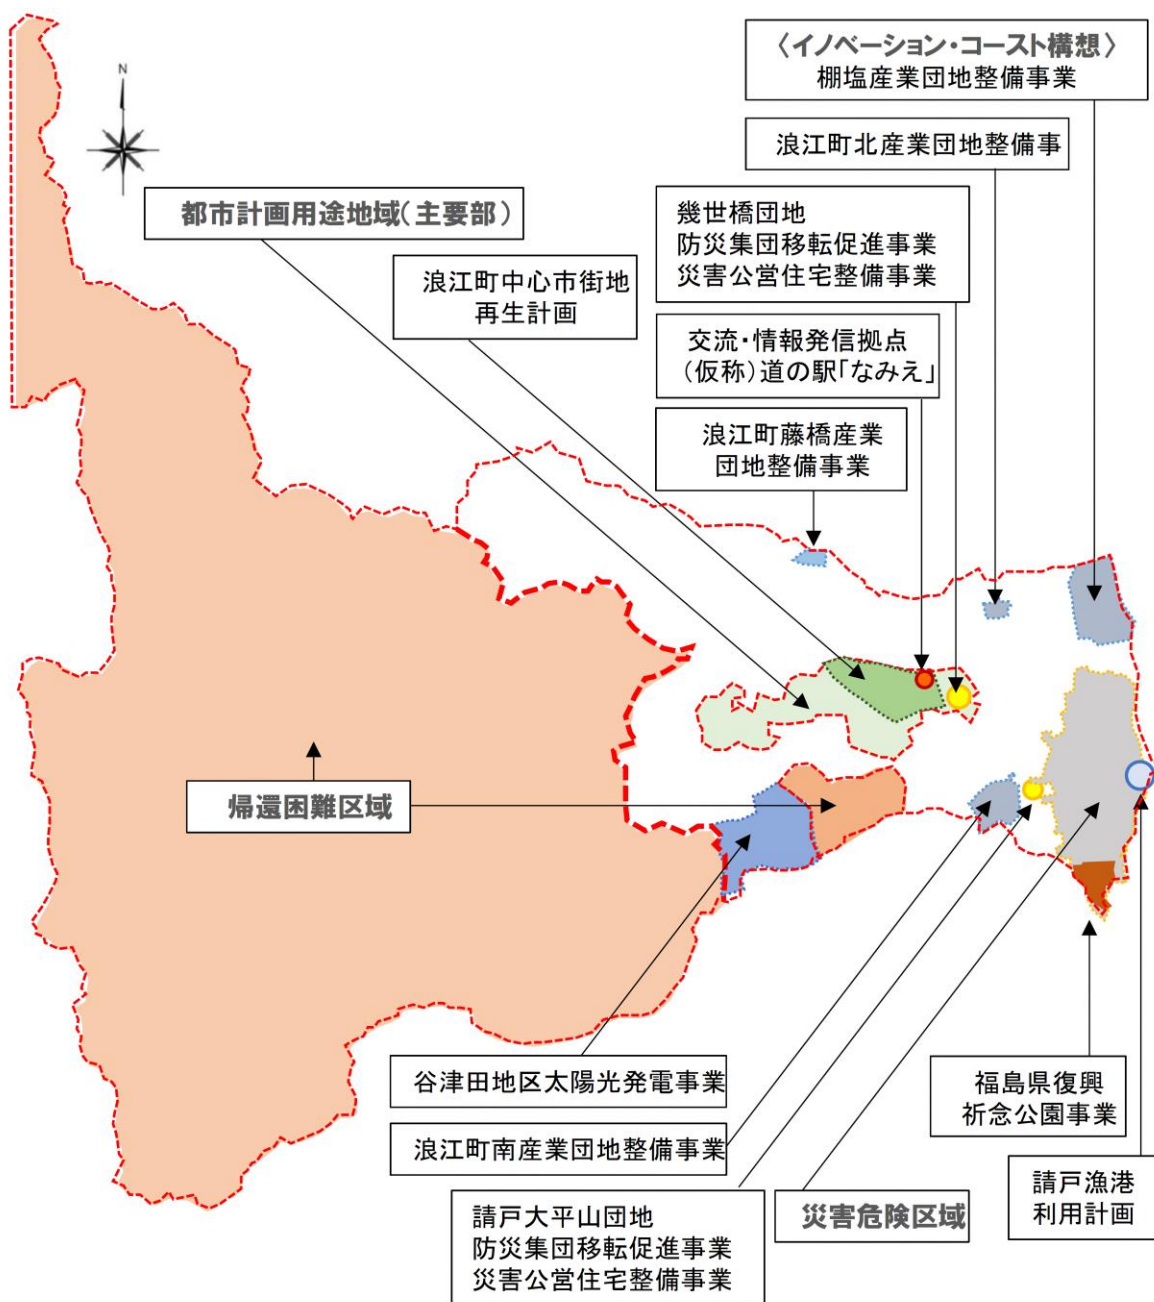 〈イノベーション・コースト構想〉
棚塩産業団地整備事業
N
浪江町北産業団地整備事
都市計画用途地域(主要部)
幾世橋団地
防災集団移転促進事業
災害公営住宅整備事業
浪江町中心市街地
再生計画
交流・情報発信拠点
(仮称)道の駅「なみえ」
浪江町藤橋産業
団地整備事業
帰還困難区域
谷津田地区太陽光発電事業
浪江町南産業団地整備事業
請戸大平山団地
防災集団移転促進事業
災害公営住宅整備事業
災害危険区域
福島県復興
祈念公園事業
請戸漁港
利用計画